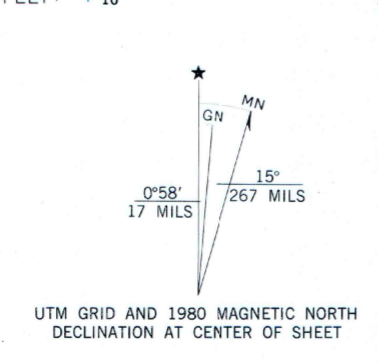 16
MN
GN
0°58′
17 MILS
15°
267 MILS
UTM GRID AND 1980 MAGNETIC NORTH
DECLINATION AT CENTER OF SHEET